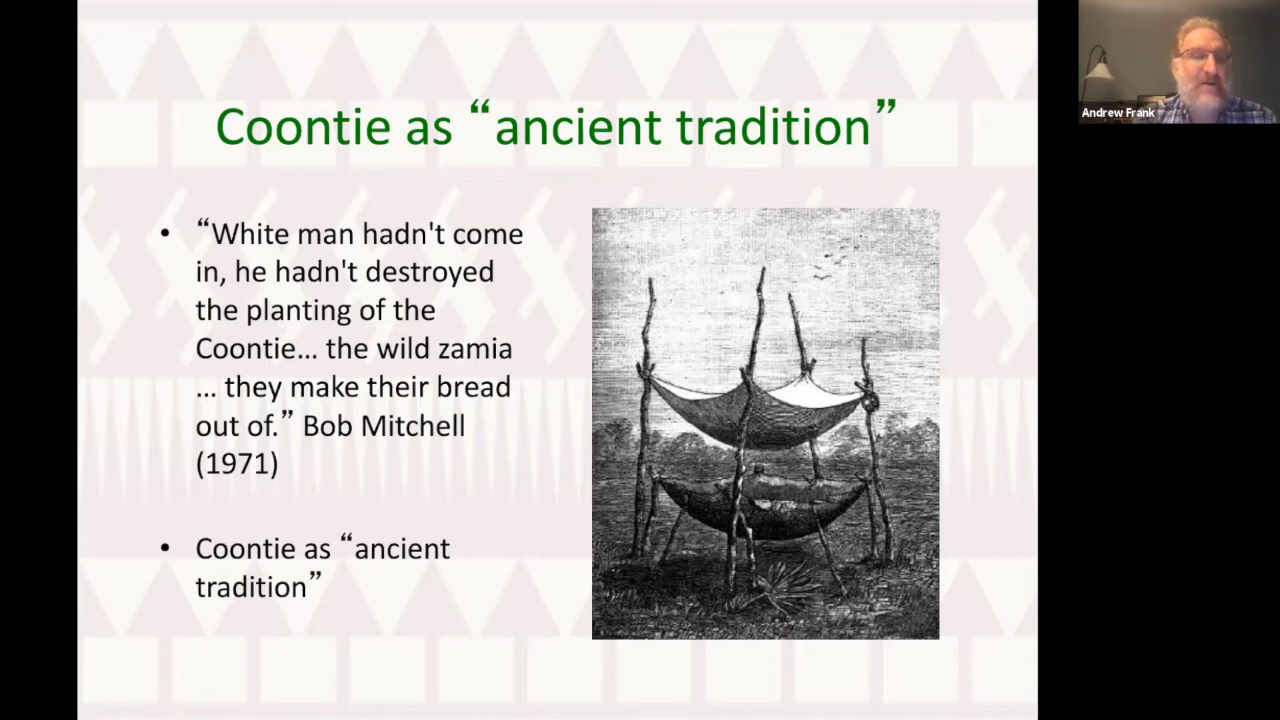 Coontie as “ancient tradition”
• “White man hadn't come
in, he hadn't destroyed
the planting of the
Coontie... the wild zamia
... they make their bread
out of.” Bob Mitchell
(1971)
• Coontie as “ancient
tradition”
Andrew Frank